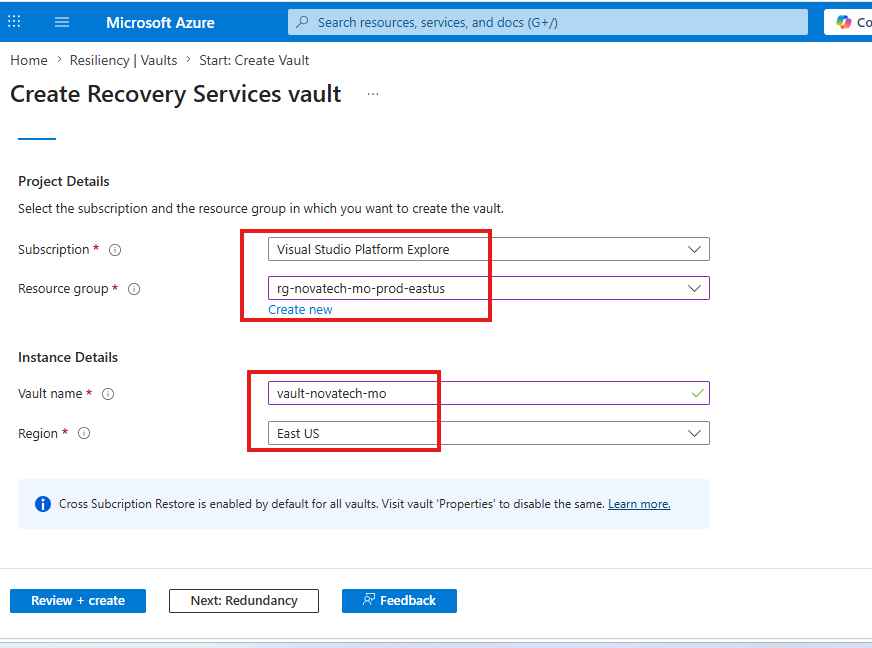 Microsoft Azure
Search resources, services, and docs (G+/)
Co
Home > Resiliency | Vaults > Start: Create Vault
Create Recovery Services vault ...
Project Details
Select the subscription and the resource group in which you want to create the vault.
Subscription *
Visual Studio Platform Explore
Resource group *
rg-novatech-mo-prod-eastus
Create new
Instance Details
Vault name *
vault-novatech-mo
Region *
East US
Cross Subcription Restore is enabled by default for all vaults. Visit vault 'Properties' to disable the same. Learn more.
Review + create
Next: Redundancy
Feedback